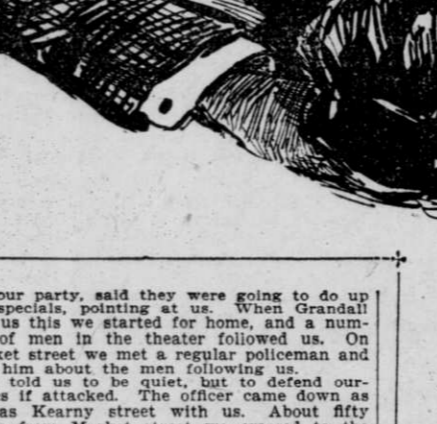 our party, said they were going to do up
specials, pointing at us. When Grandall
us this we started for home, and a num-
of men in the theater followed us. On
ket street we met a regular policeman and
him about the men following us.
told us to be quiet, but to defend our-
s if attacked. The officer came down as
as Kearny street with us. About fifty